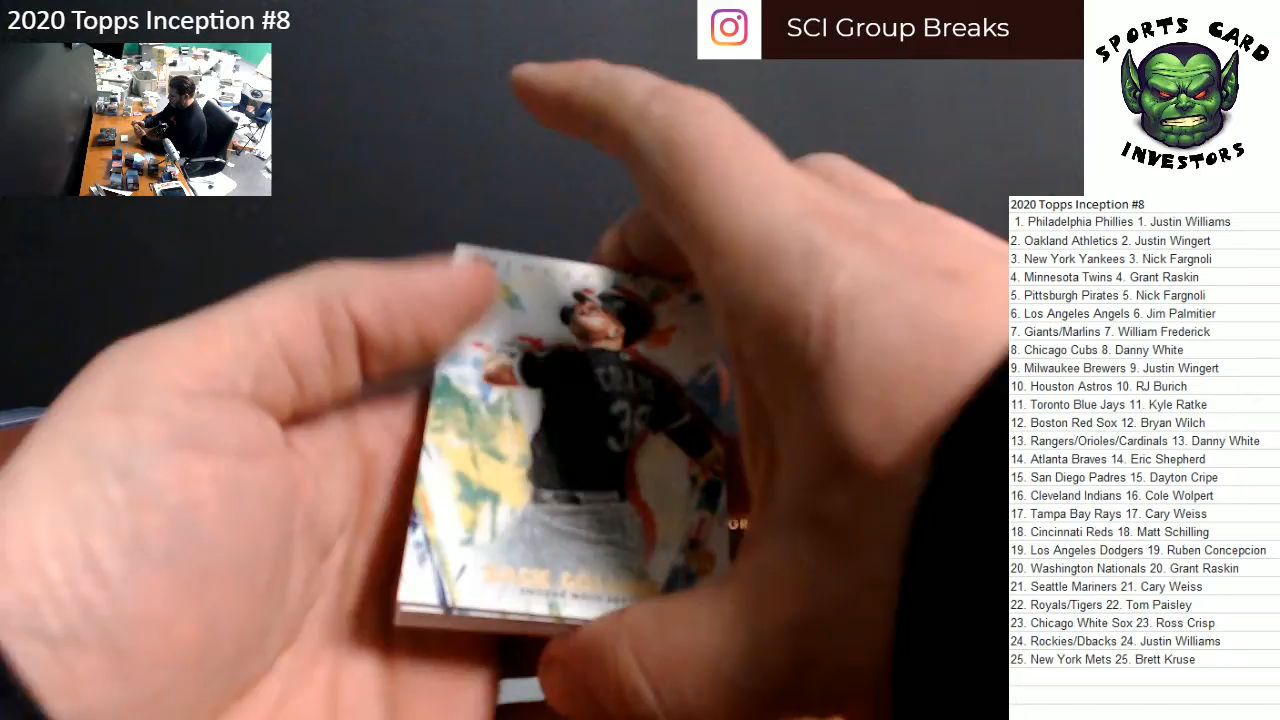 2020 Topps Inception #8
SCI Group Breaks
SPORTS CARD
INVESTORS
2020 Topps Inception #8
1. Philadelphia Phillies 1. Justin Williams
2. Oakland Athletics 2. Justin Wingert
3. New York Yankees 3. Nick Fargnoli
4. Minnesota Twins 4. Grant Raskin
5. Pittsburgh Pirates 5. Nick Fargnoli
6. Los Angeles Angels 6. Jim Palmitier
7. Giants/Marlins 7. William Frederick
8. Chicago Cubs 8. Danny White
9. Milwaukee Brewers 9. Justin Wingert
10. Houston Astros 10. RJ Burich
11. Toronto Blue Jays 11. Kyle Ratke
12. Boston Red Sox 12. Bryan Wilch
13. Rangers/Orioles/Cardinals 13. Danny White
14. Atlanta Braves 14. Eric Shepherd
15. San Diego Padres 15. Dayton Cripe
16. Cleveland Indians 16. Cole Wolpert
17. Tampa Bay Rays 17. Cary Weiss
18. Cincinnati Reds 18. Matt Schilling
19. Los Angeles Dodgers 19. Ruben Concepcion
20. Washington Nationals 20. Grant Raskin
21. Seattle Mariners 21. Cary Weiss
22. Royals/Tigers 22. Tom Paisley
23. Chicago White Sox 23. Ross Crisp
24. Rockies/Dbacks 24. Justin Williams
25. New York Mets 25. Brett Kruse